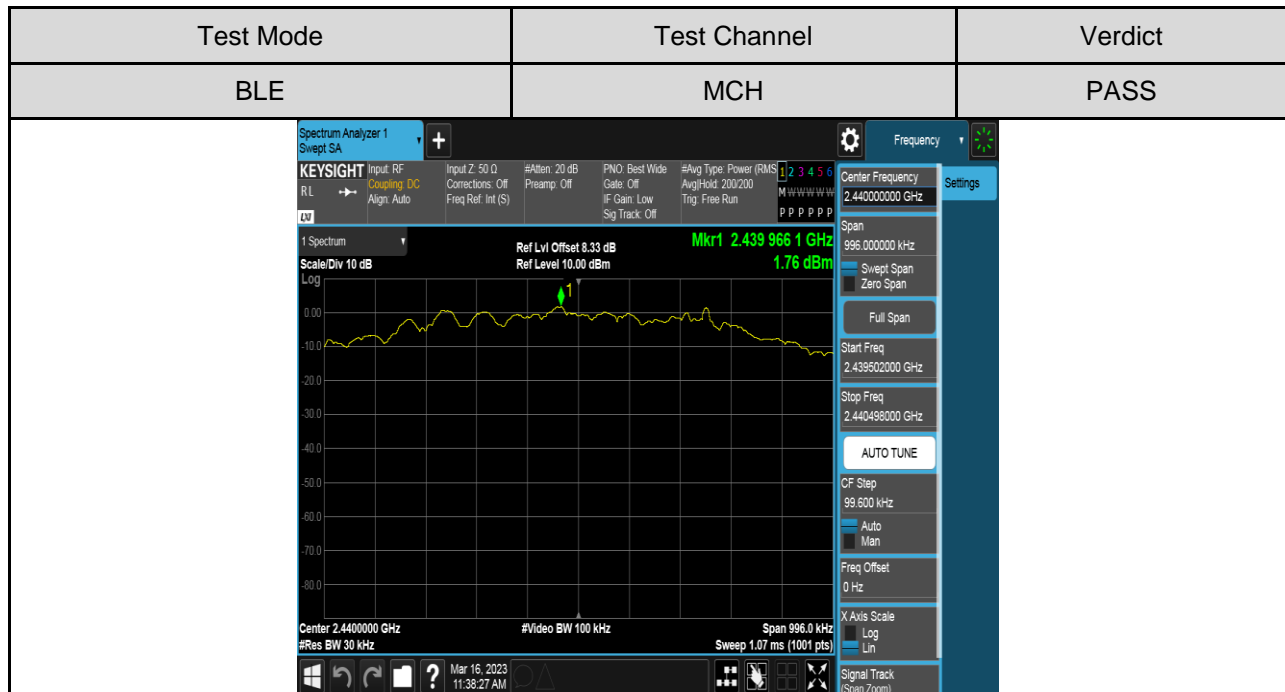 Test Mode Test Channel Verdict
BLE MCH PASS
Spectrum Analyzer 1
Swept SA
+
Frequency
KEYSIGHT Input: RF Input Z: 50 Ω #Atten: 20 dB PNO: Best Wide #Avg Type: Power (RMS 1 2 3 4 5 6
RL Coupling: DC Corrections: Off Preamp: Off Gate: Off Avg|Hold: 200/200 M W W W W W
Align: Auto Freq Ref: Int (S) IF Gain: Low Trig: Free Run
LXI Sig Track: Off P P P P P P
1 Spectrum
Scale/Div 10 dB
Ref Lvl Offset 8.33 dB
Ref Level 10.00 dBm
Mkr1 2.439 966 1 GHz
1.76 dBm
Log
1
0.00
-10.0
-20.0
-30.0
-40.0
-50.0
-60.0
-70.0
-80.0
Center 2.4400000 GHz #Video BW 100 kHz Span 996.0 kHz
#Res BW 30 kHz Sweep 1.07 ms (1001 pts)
?
Mar 16, 2023
11:38:27 AM
Center Frequency
2.440000000 GHz
Settings
Span
996.000000 kHz
Swept Span
Zero Span
Full Span
Start Freq
2.439502000 GHz
Stop Freq
2.440498000 GHz
AUTO TUNE
CF Step
99.600 kHz
Auto
Man
Freq Offset
0 Hz
X Axis Scale
Log
Lin
Signal Track
(Span Zoom)